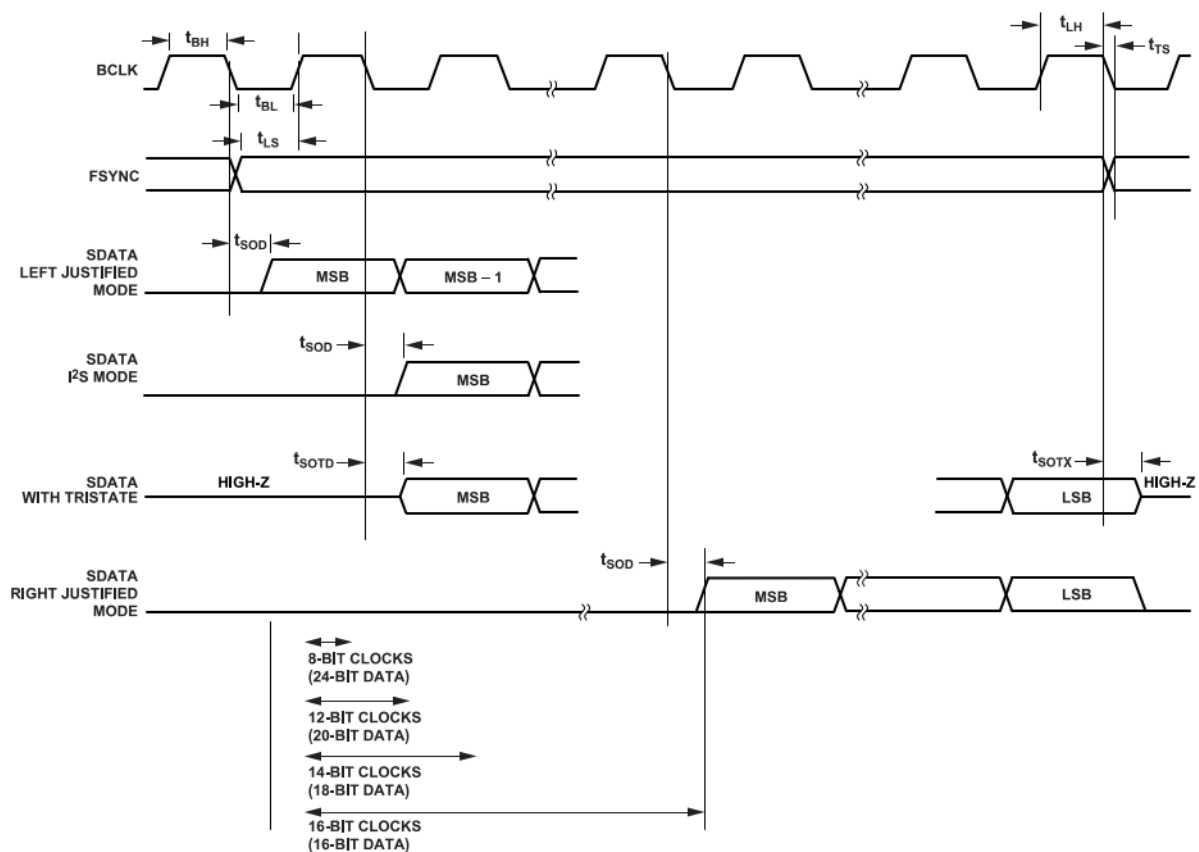 tBH
tLH
tTS
BCLK
tBL
tLS
FSYNC
tSOD
SDATA
LEFT JUSTIFIED
MODE
MSB
MSB – 1
tSOD
SDATA
I²S MODE
MSB
tSOTD
tSOTX
SDATA
WITH TRISTATE
HIGH-Z
MSB
LSB
HIGH-Z
tSOD
SDATA
RIGHT JUSTIFIED
MODE
MSB
LSB
8-BIT CLOCKS
(24-BIT DATA)
12-BIT CLOCKS
(20-BIT DATA)
14-BIT CLOCKS
(18-BIT DATA)
16-BIT CLOCKS
(16-BIT DATA)